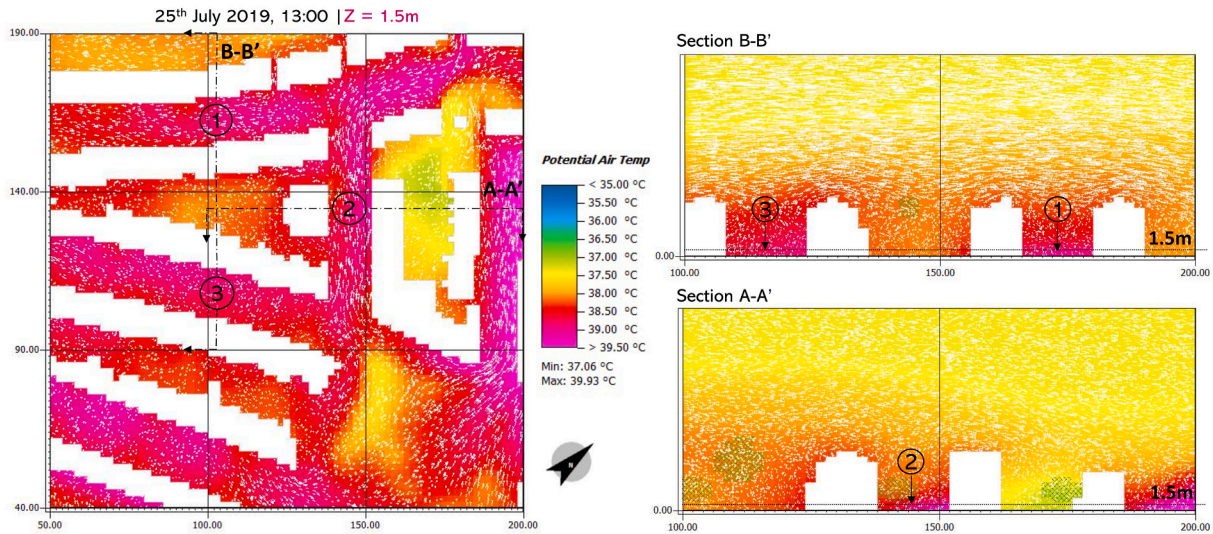 25th July 2019, 13:00 | Z = 1.5m
190.00
140.00
90.00
40.00
50.00
100.00
150.00
200.00
B-B’
A-A’
1
2
3
Potential Air Temp
< 35.00 °C
35.50 °C
36.00 °C
36.50 °C
37.00 °C
37.50 °C
38.00 °C
38.50 °C
39.00 °C
> 39.50 °C
Min: 37.06 °C
Max: 39.93 °C
N
Section B-B’
3
1
1.5m
0.00
100.00
150.00
200.00
Section A-A’
2
1.5m
0.00
100.00
150.00
200.00